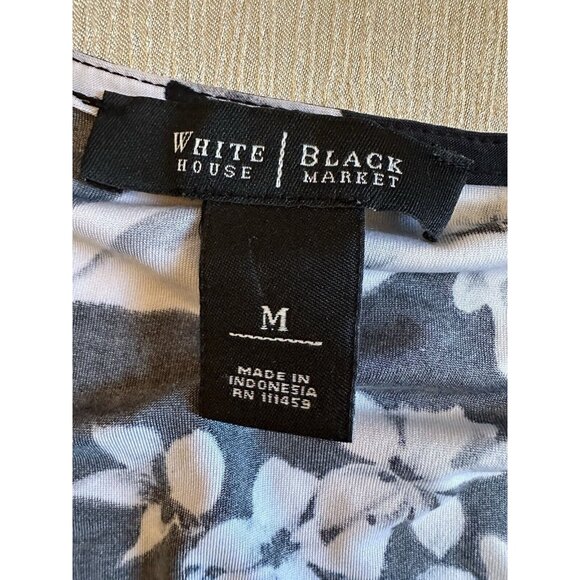 WHITE | BLACK
HOUSE | MARKET
M
MADE IN
INDONESIA
RN 111459